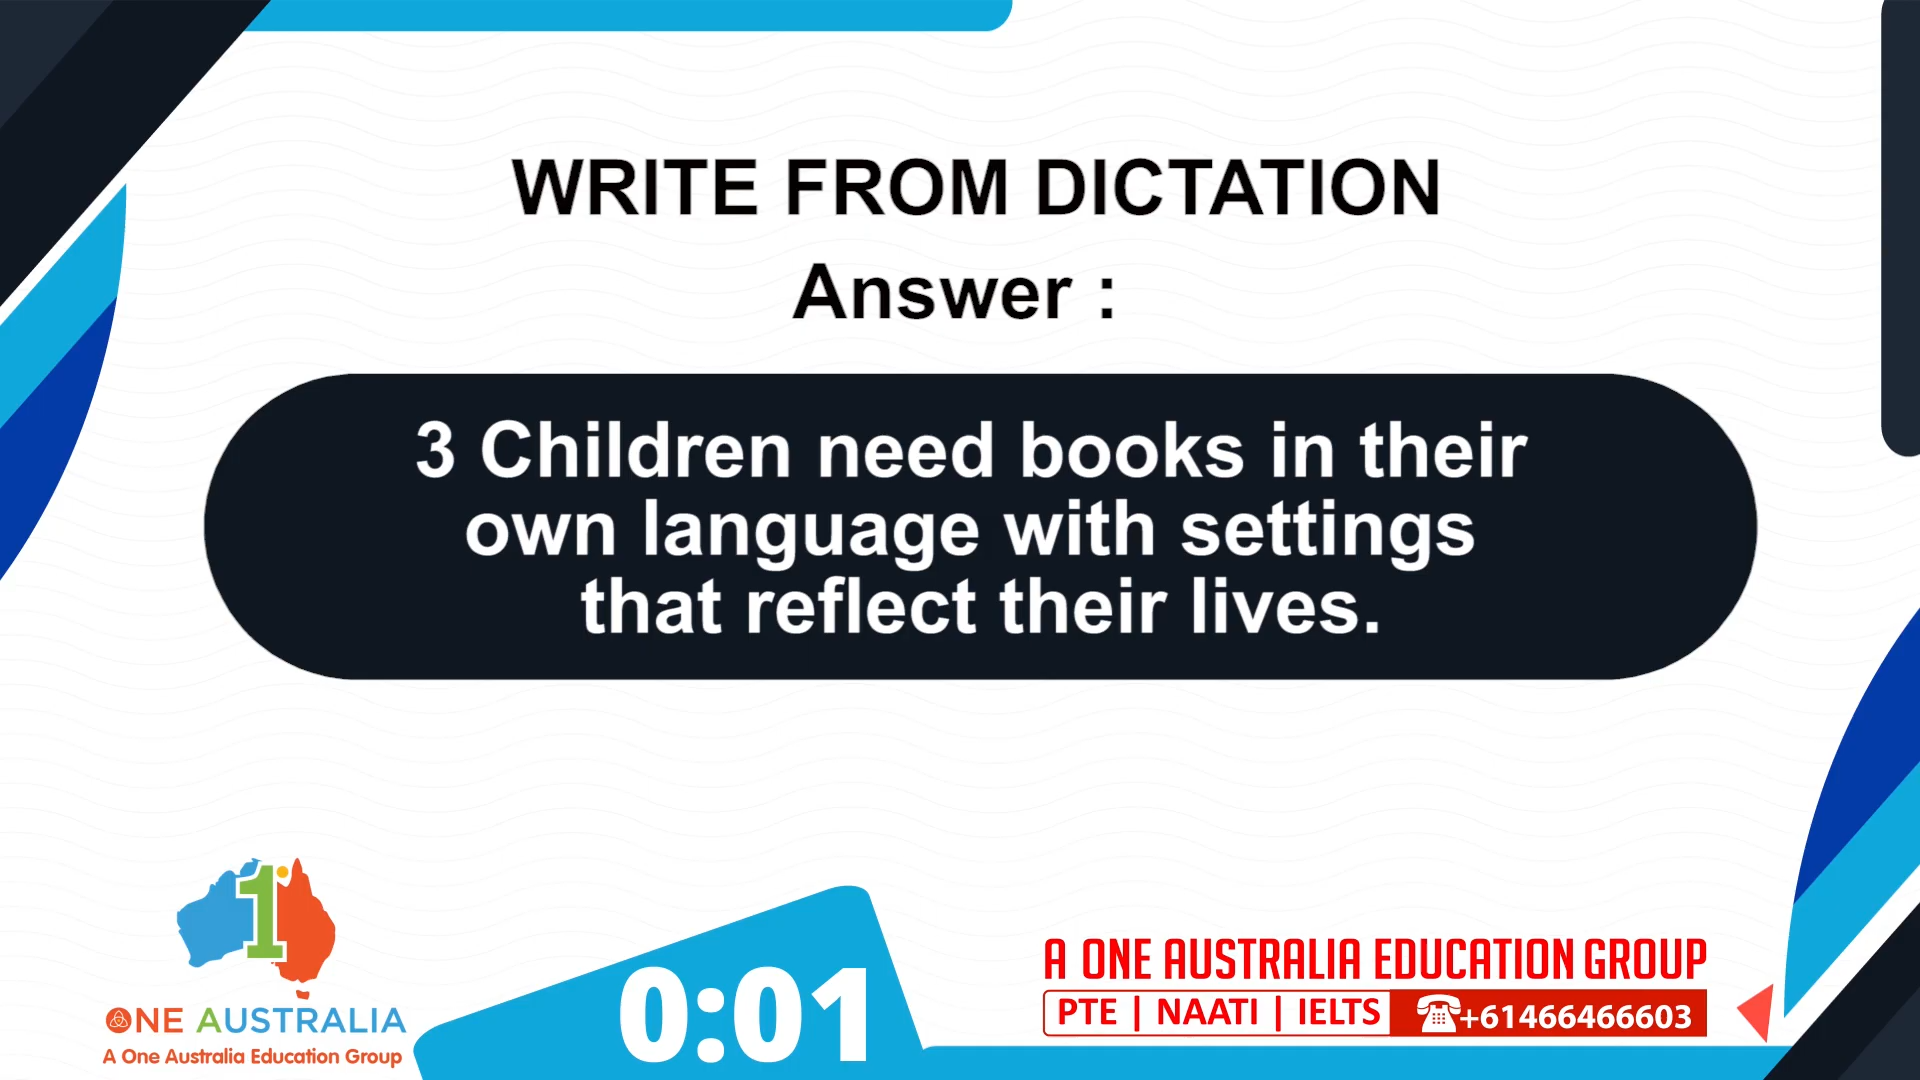 WRITE FROM DICTATION
Answer :
3 Children need books in their
own language with settings
that reflect their lives.
1
ONE AUSTRALIA
A One Australia Education Group
0:01
A ONE AUSTRALIA EDUCATION GROUP
PTE | NAATI | IELTS +61466466603